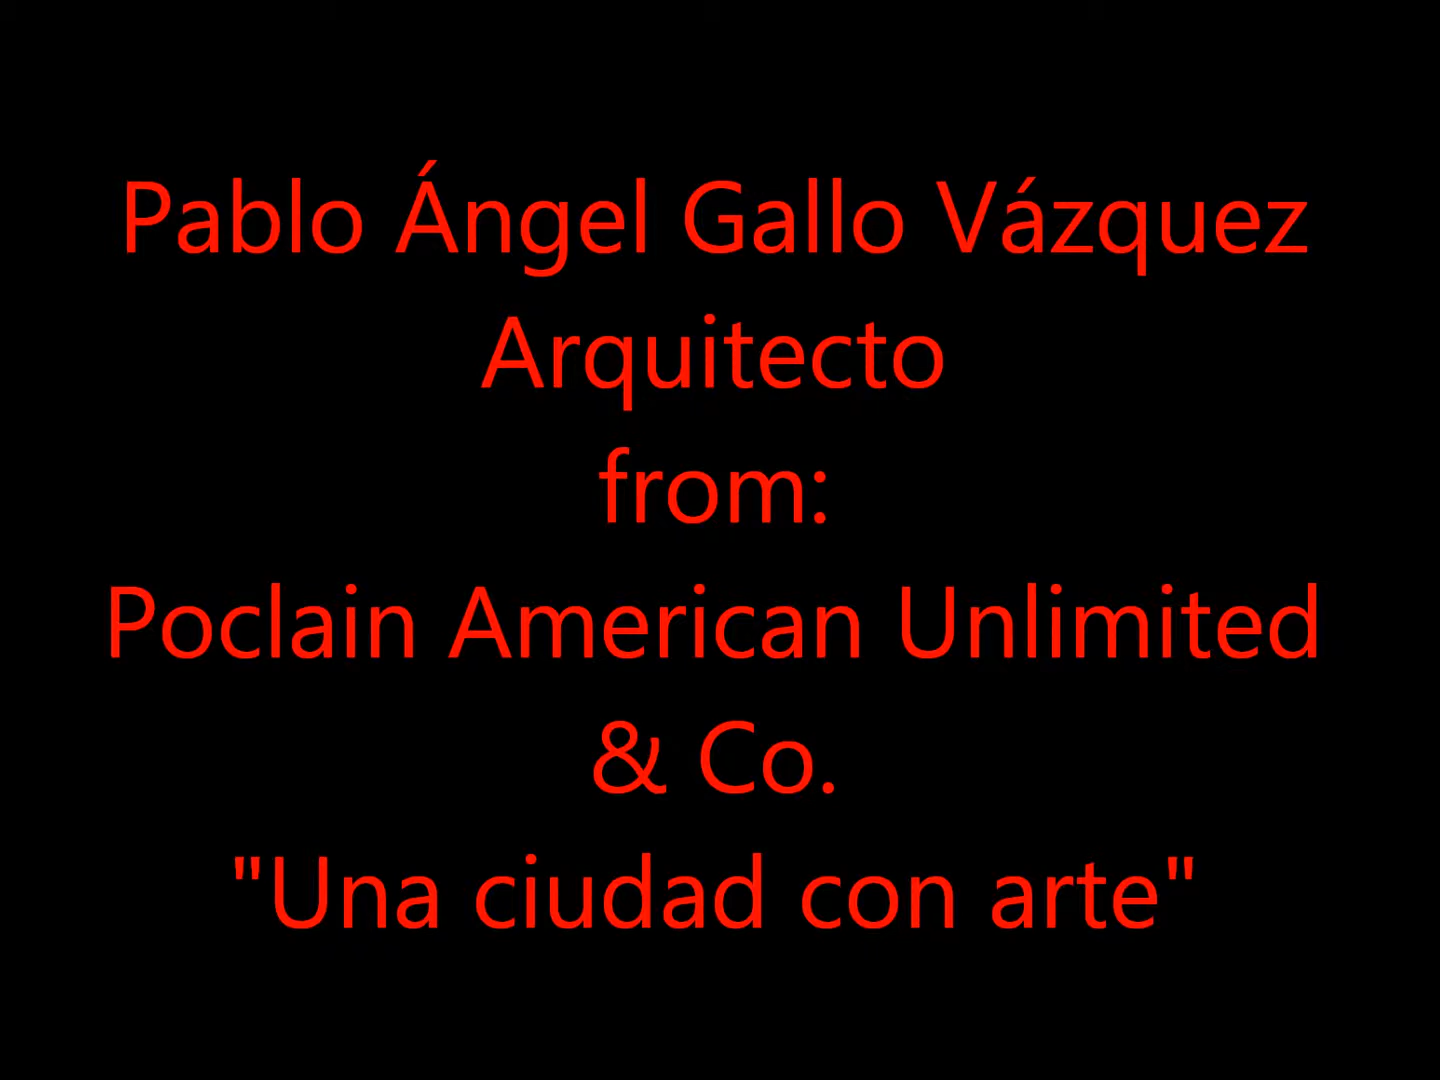 Pablo Ángel Gallo Vázquez
Arquitecto
from:
Poclain American Unlimited
& Co.
"Una ciudad con arte"